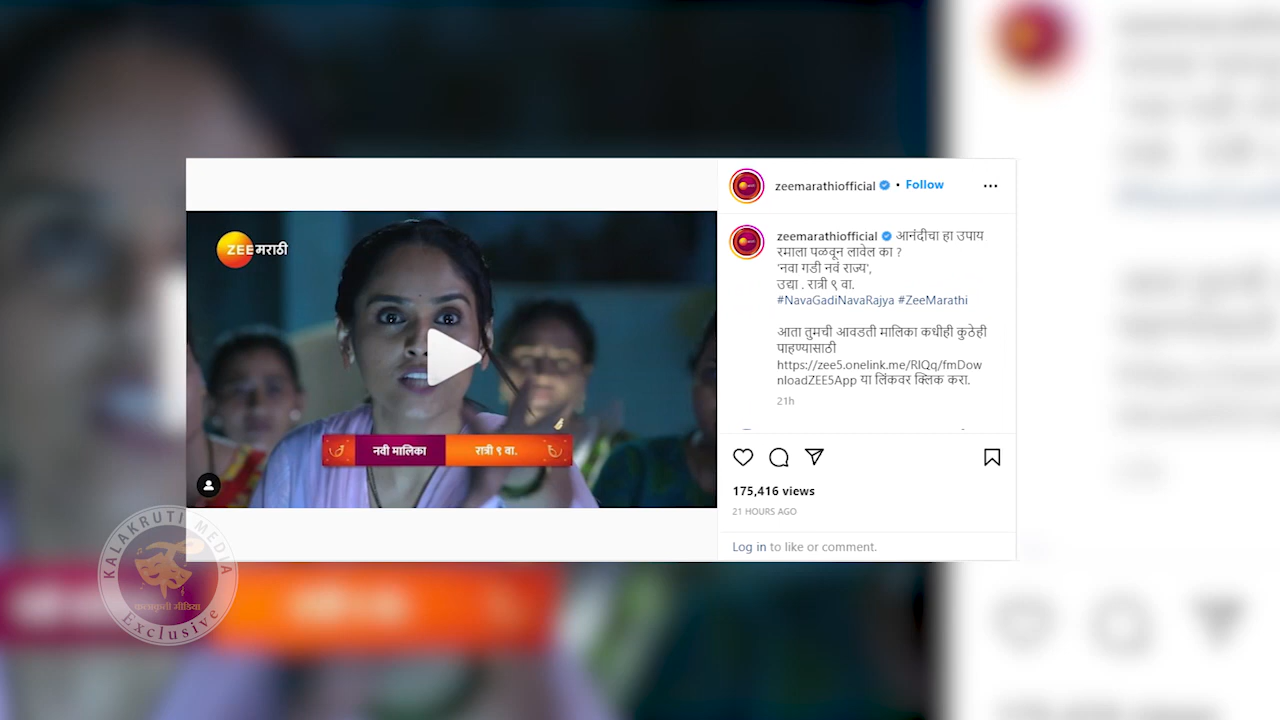 zeemarathiofficial • Follow
ZEE मराठी
zeemarathiofficial आनंदीचा हा उपाय
रमाला पळवून लावेल का ?
'नवा गडी नवं राज्य',
उद्या . रात्री ९ वा.
#NavaGadiNavaRajya #ZeeMarathi
आता तुमची आवडती मालिका कधीही कुठेही
पाहण्यासाठी
https://zee5.onelink.me/RlQq/fmDow
nloadZEE5App या लिंकवर क्लिक करा.
21h
नवी मालिका रात्री ९ वा.
175,416 views
21 HOURS AGO
Log in to like or comment.
KALAKRUTI MEDIA
कलाकृती मीडिया
Exclusive